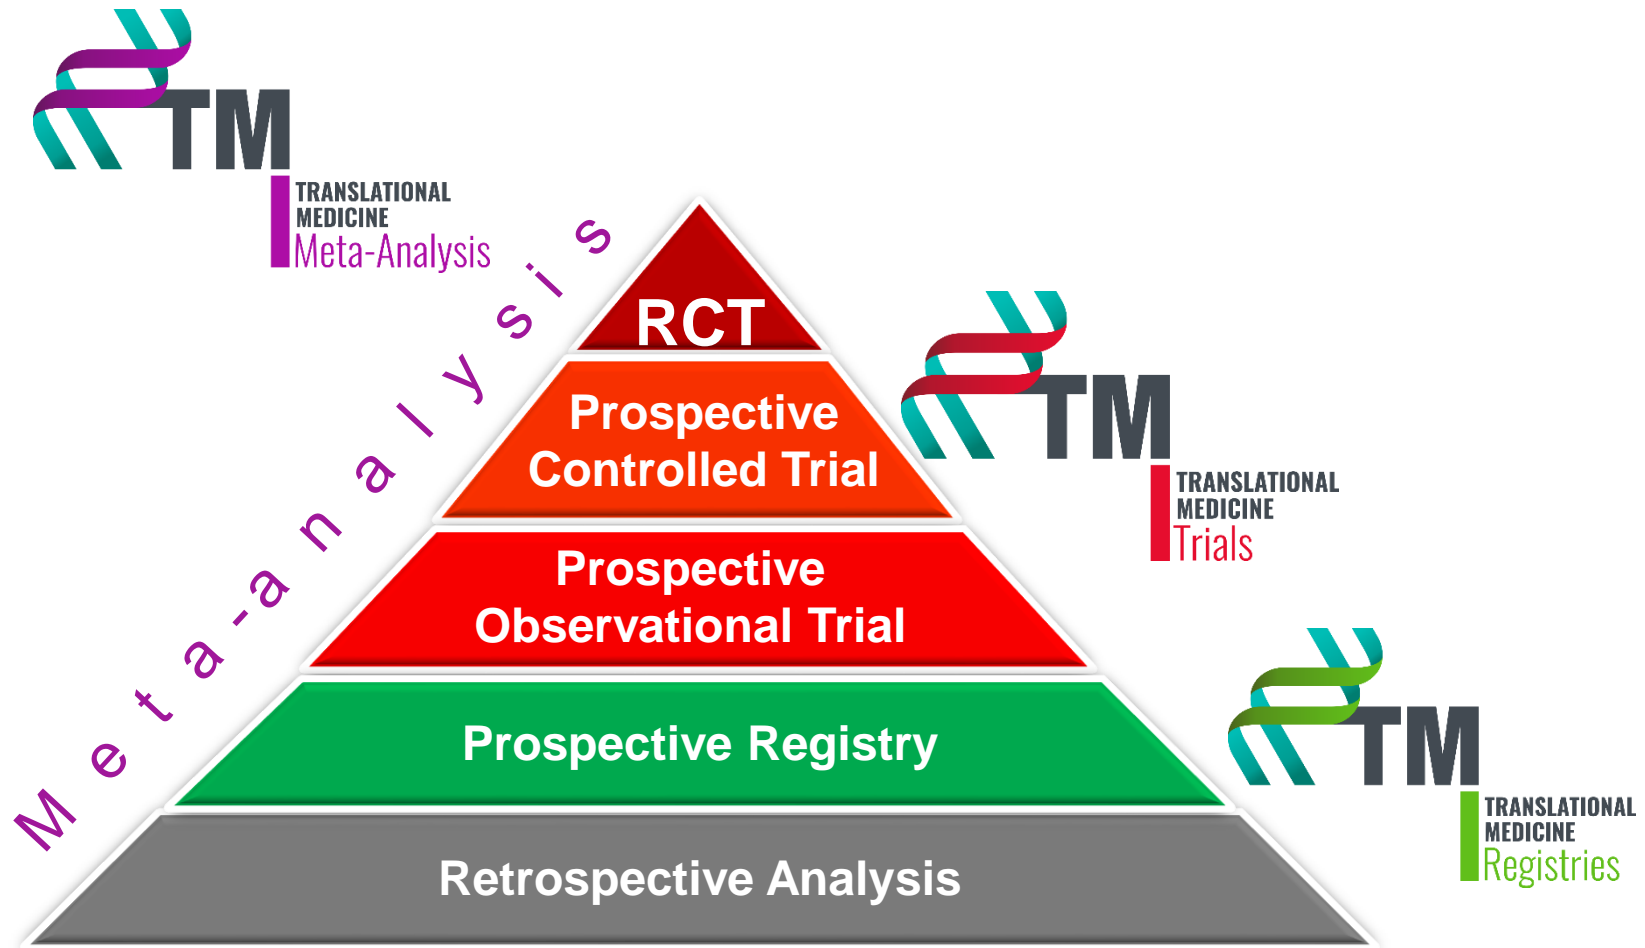 TM
TRANSLATIONAL
MEDICINE
Meta-Analysis
Meta-analysis
RCT
Prospective
Controlled Trial
TM
TRANSLATIONAL
MEDICINE
Trials
Prospective
Observational Trial
Prospective Registry
TM
TRANSLATIONAL
MEDICINE
Registries
Retrospective Analysis